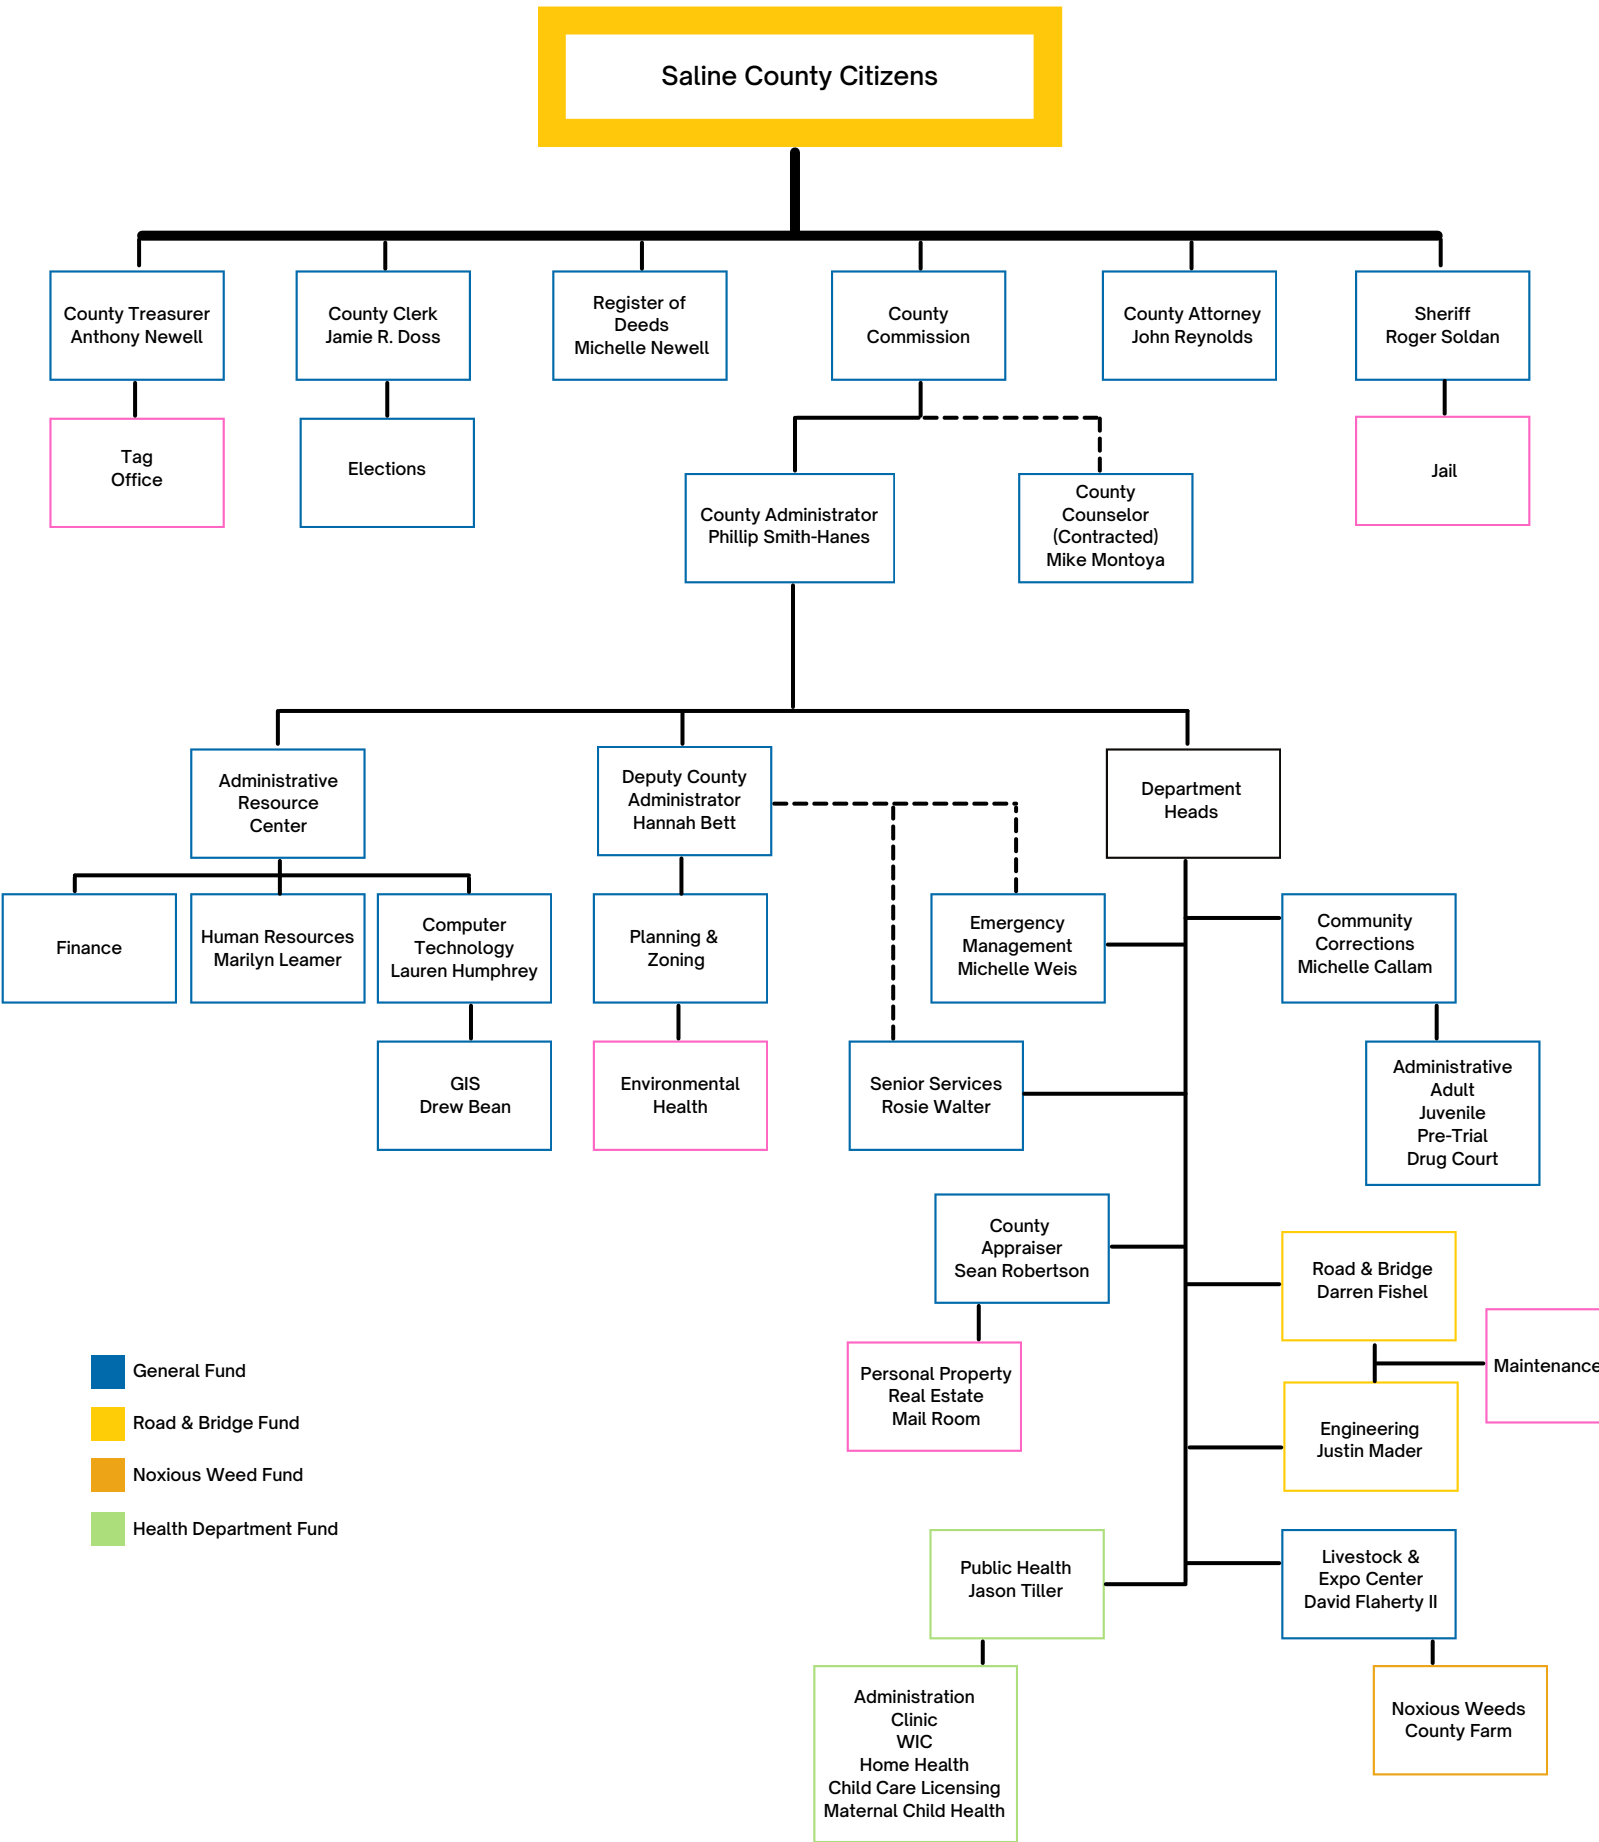 Saline County Citizens
County Treasurer
Anthony Newell
County Clerk
Jamie R. Doss
Register of
Deeds
Michelle Newell
County
Commission
County Attorney
John Reynolds
Sheriff
Roger Soldan
Tag
Office
Elections
Jail
County Administrator
Phillip Smith-Hanes
County
Counselor
(Contracted)
Mike Montoya
Administrative
Resource
Center
Deputy County
Administrator
Hannah Bett
Department
Heads
Finance
Human Resources
Marilyn Leamer
Computer
Technology
Lauren Humphrey
Planning &
Zoning
Emergency
Management
Michelle Weis
Community
Corrections
Michelle Callam
GIS
Drew Bean
Environmental
Health
Senior Services
Rosie Walter
Administrative
Adult
Juvenile
Pre-Trial
Drug Court
County
Appraiser
Sean Robertson
Road & Bridge
Darren Fishel
Maintenance
Personal Property
Real Estate
Mail Room
Engineering
Justin Mader
General Fund
Road & Bridge Fund
Noxious Weed Fund
Health Department Fund
Public Health
Jason Tiller
Livestock &
Expo Center
David Flaherty II
Administration
Clinic
WIC
Home Health
Child Care Licensing
Maternal Child Health
Noxious Weeds
County Farm